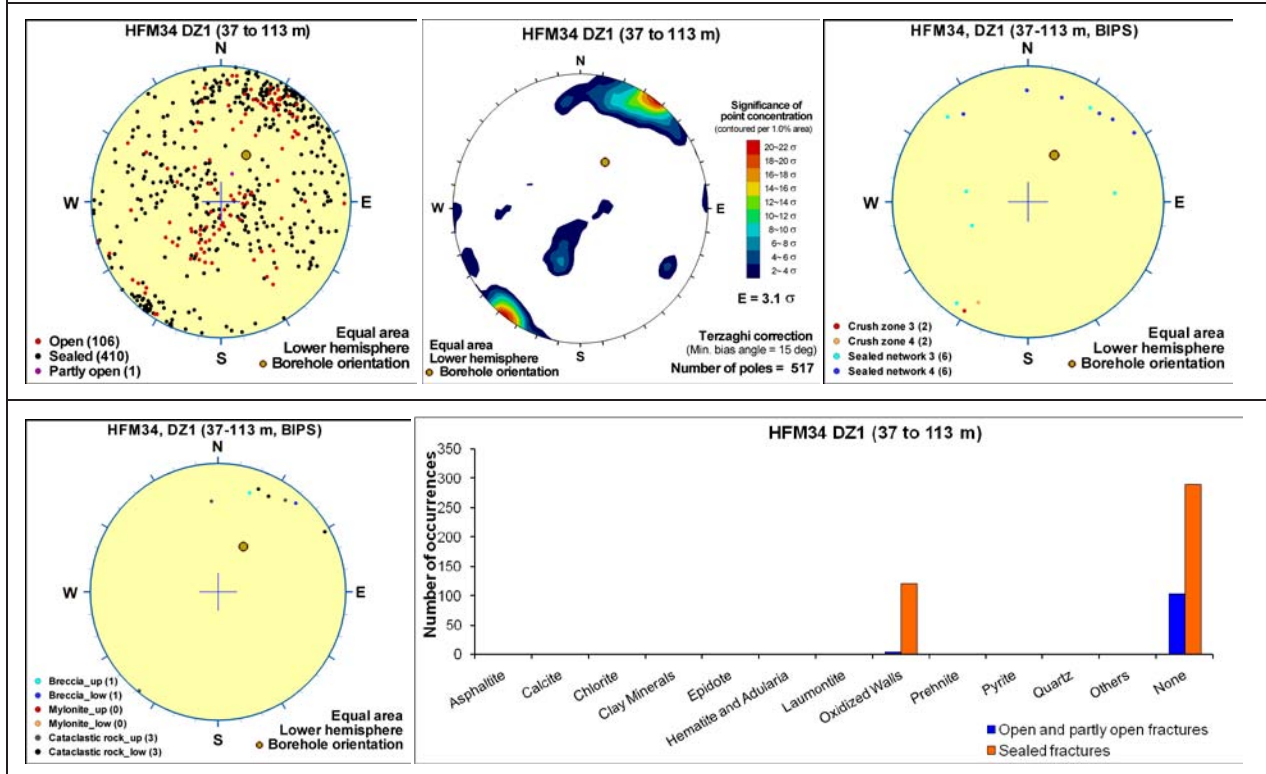 HFM34 DZ1 (37 to 113 m)
N
W
E
S
Open (106)
Sealed (410)
Partly open (1)
Equal area
Lower hemisphere
Borehole orientation
HFM34 DZ1 (37 to 113 m)
N
W
E
S
Significance of
point concentration
(contoured per 1.0% area)
20~22 σ
18~20 σ
16~18 σ
14~16 σ
12~14 σ
10~12 σ
8~10 σ
6~8 σ
4~6 σ
2~4 σ
E = 3.1 σ
Equal area
Lower hemisphere
Borehole orientation
Terzaghi correction
(Min. bias angle = 15 deg)
Number of poles = 517
HFM34, DZ1 (37-113 m, BIPS)
N
W
E
S
Crush zone 3 (2)
Crush zone 4 (2)
Sealed network 3 (6)
Sealed network 4 (6)
Equal area
Lower hemisphere
Borehole orientation
HFM34, DZ1 (37-113 m, BIPS)
N
W
E
S
Breccia_up (1)
Breccia_low (1)
Mylonite_up (0)
Mylonite_low (0)
Cataclastic rock_up (3)
Cataclastic rock_low (3)
Equal area
Lower hemisphere
Borehole orientation
HFM34 DZ1 (37 to 113 m)
Number of occurrences
350
300
250
200
150
100
50
0
Asphaltite
Calcite
Chlorite
Clay Minerals
Epidote
Hematite and Adularia
Laumontite
Oxidized Walls
Prehnite
Pyrite
Quartz
Others
None
Open and partly open fractures
Sealed fractures